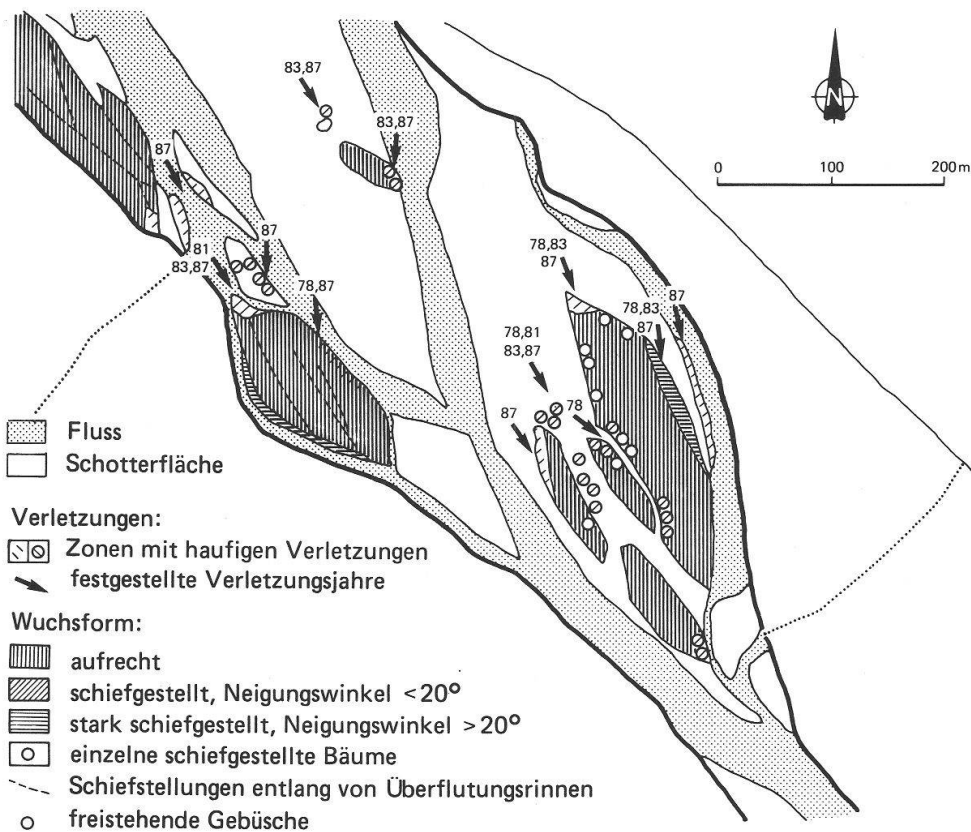 83,87
83,87
N
0 100 200 m
87
87
81
83,87
78,87
78,83
87
87
78,83
87
78,81
83,87
78
87
Fluss
Schotterfläche
Verletzungen:
Zonen mit haufigen Verletzungen
festgestellte Verletzungsjahre
Wuchsform:
aufrecht
schiefgestellt, Neigungswinkel <20°
stark schiefgestellt, Neigungswinkel >20°
einzelne schiefgestellte Bäume
Schiefstellungen entlang von Überflutungsrinnen
freistehende Gebüsche